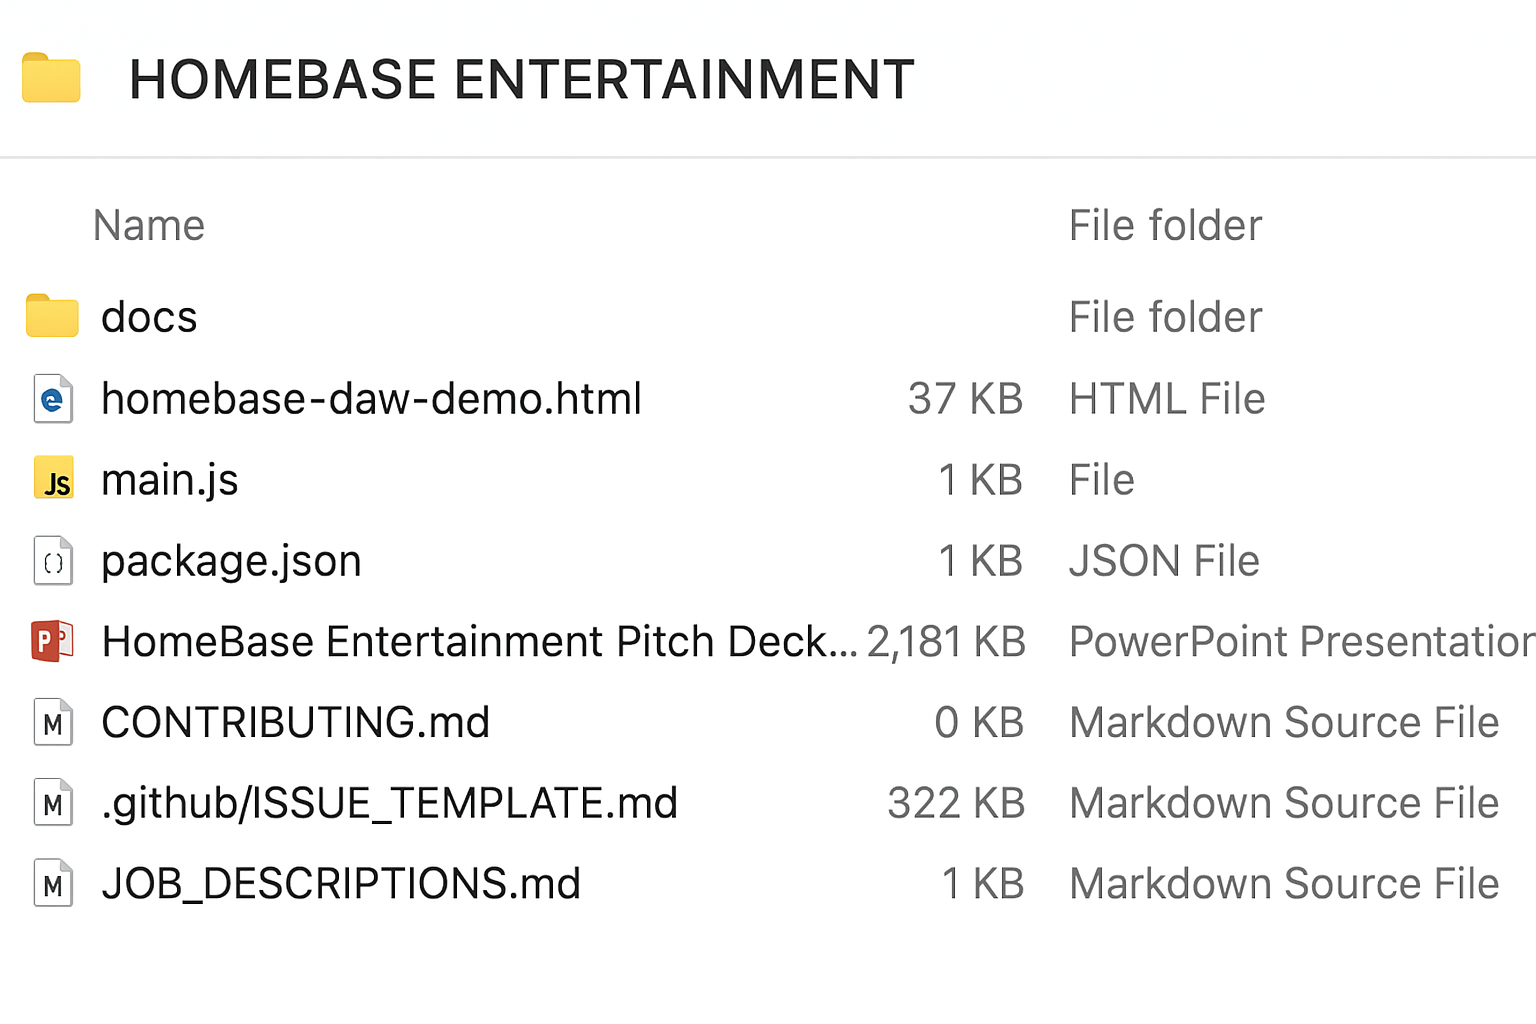 HOMEBASE ENTERTAINMENT
Name File folder
docs File folder
homebase-daw-demo.html 37 KB HTML File
JS main.js 1 KB File
() package.json 1 KB JSON File
P HomeBase Entertainment Pitch Deck... 2,181 KB PowerPoint Presentation
M CONTRIBUTING.md 0 KB Markdown Source File
M .github/ISSUE_TEMPLATE.md 322 KB Markdown Source File
M JOB_DESCRIPTIONS.md 1 KB Markdown Source File